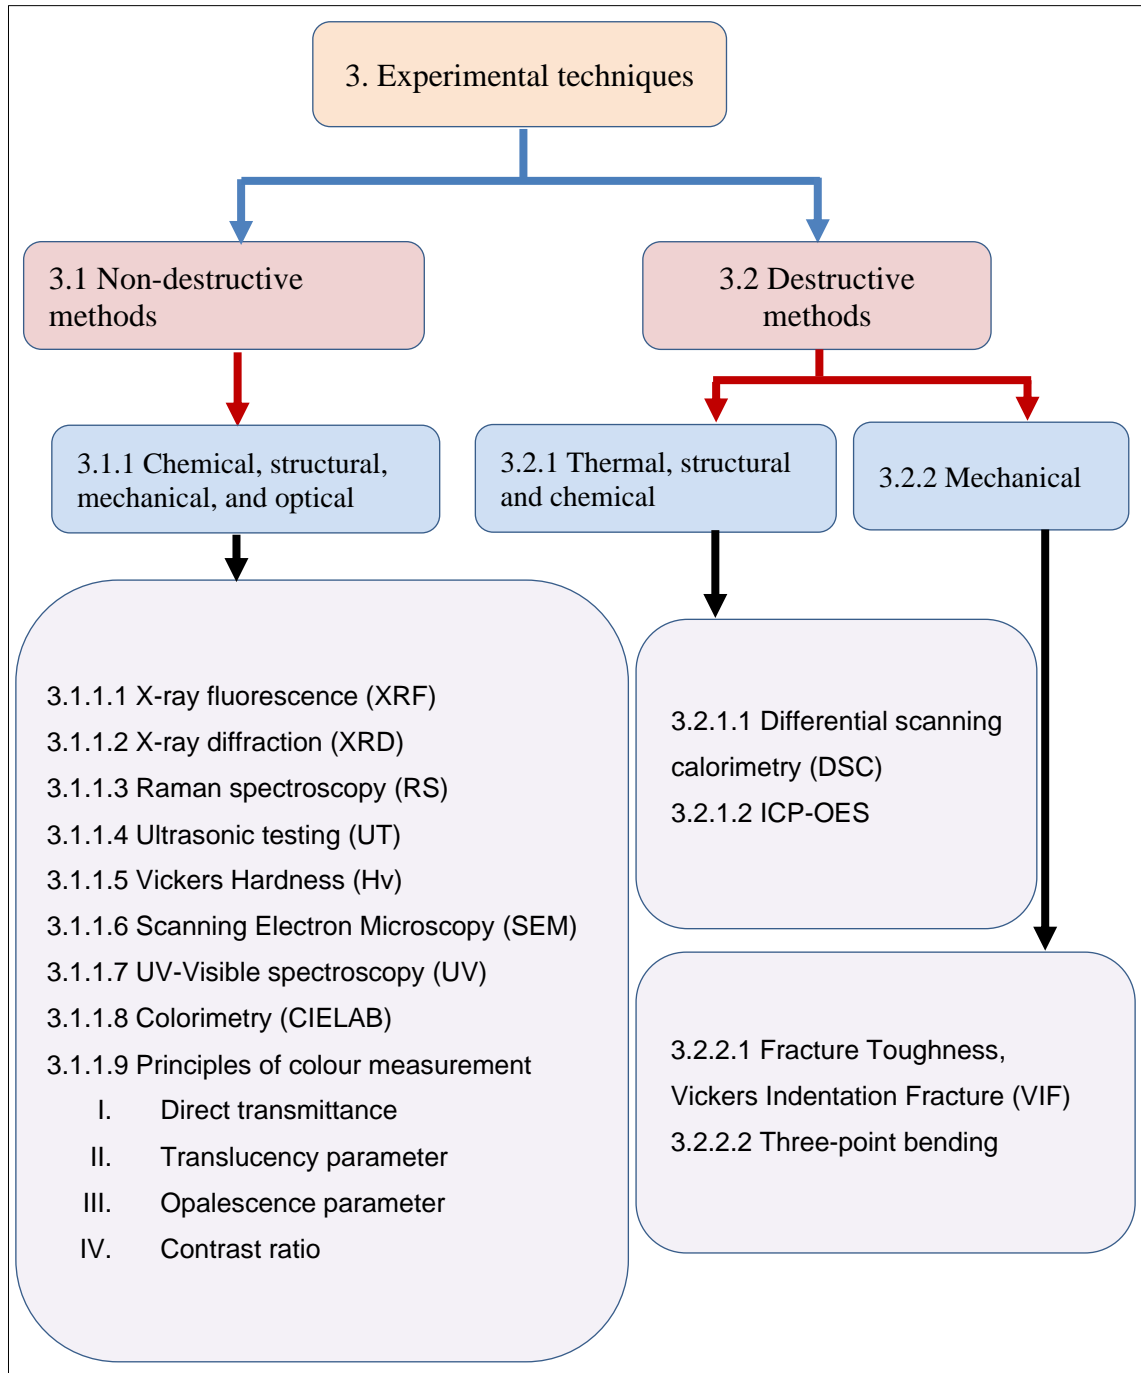 3. Experimental techniques
3.1 Non-destructive
methods
3.2 Destructive
methods
3.1.1 Chemical, structural,
mechanical, and optical
3.2.1 Thermal, structural
and chemical
3.2.2 Mechanical
3.1.1.1 X-ray fluorescence (XRF)
3.1.1.2 X-ray diffraction (XRD)
3.1.1.3 Raman spectroscopy (RS)
3.1.1.4 Ultrasonic testing (UT)
3.1.1.5 Vickers Hardness (Hv)
3.1.1.6 Scanning Electron Microscopy (SEM)
3.1.1.7 UV-Visible spectroscopy (UV)
3.1.1.8 Colorimetry (CIELAB)
3.1.1.9 Principles of colour measurement
I. Direct transmittance
II. Translucency parameter
III. Opalescence parameter
IV. Contrast ratio
3.2.1.1 Differential scanning
calorimetry (DSC)
3.2.1.2 ICP-OES
3.2.2.1 Fracture Toughness,
Vickers Indentation Fracture (VIF)
3.2.2.2 Three-point bending